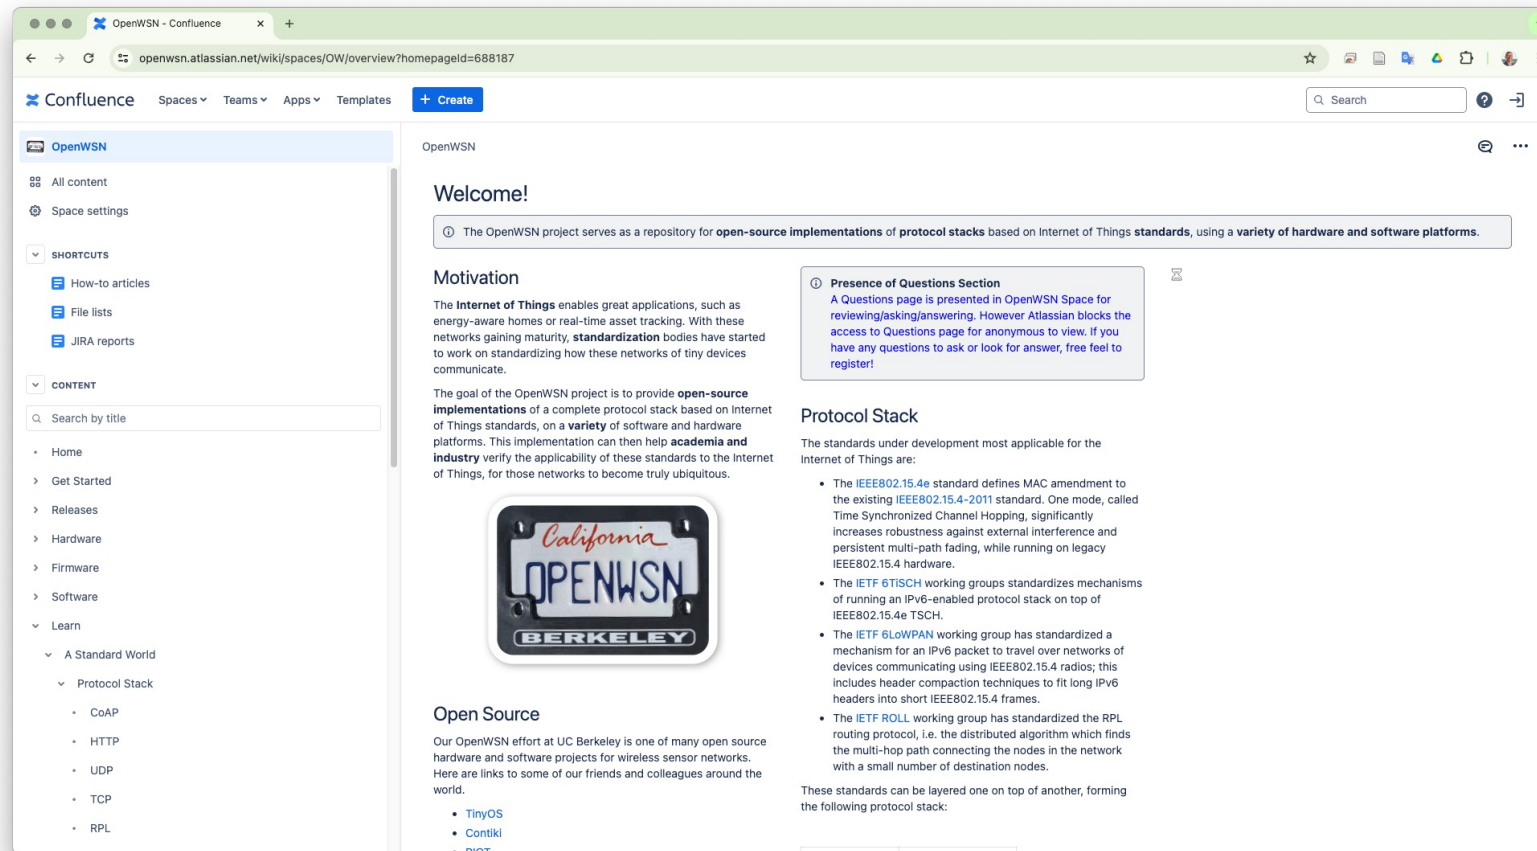 OpenWSN - Confluence
openwsn.atlassian.net/wiki/spaces/OW/overview?homepageId=688187
Confluence
Spaces
Teams
Apps
Templates
+ Create
Search
OpenWSN
All content
Space settings
SHORTCUTS
How-to articles
File lists
JIRA reports
CONTENT
Search by title
Home
Get Started
Releases
Hardware
Firmware
Software
Learn
A Standard World
Protocol Stack
CoAP
HTTP
UDP
TCP
RPL
OpenWSN
Welcome!
The OpenWSN project serves as a repository for open-source implementations of protocol stacks based on Internet of Things standards, using a variety of hardware and software platforms.
Motivation
The Internet of Things enables great applications, such as
energy-aware homes or real-time asset tracking. With these
networks gaining maturity, standardization bodies have started
to work on standardizing how these networks of tiny devices
communicate.
The goal of the OpenWSN project is to provide open-source
implementations of a complete protocol stack based on Internet
of Things standards, on a variety of software and hardware
platforms. This implementation can then help academia and
industry verify the applicability of these standards to the Internet
of Things, for those networks to become truly ubiquitous.
California
OPENWSN
BERKELEY
Open Source
Our OpenWSN effort at UC Berkeley is one of many open source
hardware and software projects for wireless sensor networks.
Here are links to some of our friends and colleagues around the
world.
• TinyOS
• Contiki
Presence of Questions Section
A Questions page is presented in OpenWSN Space for
reviewing/asking/answering. However Atlassian blocks the
access to Questions page for anonymous to view. If you
have any questions to ask or look for answer, free feel to
register!
Protocol Stack
The standards under development most applicable for the
Internet of Things are:
• The IEEE802.15.4e standard defines MAC amendment to
the existing IEEE802.15.4-2011 standard. One mode, called
Time Synchronized Channel Hopping, significantly
increases robustness against external interference and
persistent multi-path fading, while running on legacy
IEEE802.15.4 hardware.
• The IETF 6TiSCH working groups standardizes mechanisms
of running an IPv6-enabled protocol stack on top of
IEEE802.15.4e TSCH.
• The IETF 6LoWPAN working group has standardized a
mechanism for an IPv6 packet to travel over networks of
devices communicating using IEEE802.15.4 radios; this
includes header compaction techniques to fit long IPv6
headers into short IEEE802.15.4 frames.
• The IETF ROLL working group has standardized the RPL
routing protocol, i.e. the distributed algorithm which finds
the multi-hop path connecting the nodes in the network
with a small number of destination nodes.
These standards can be layered one on top of another, forming
the following protocol stack: